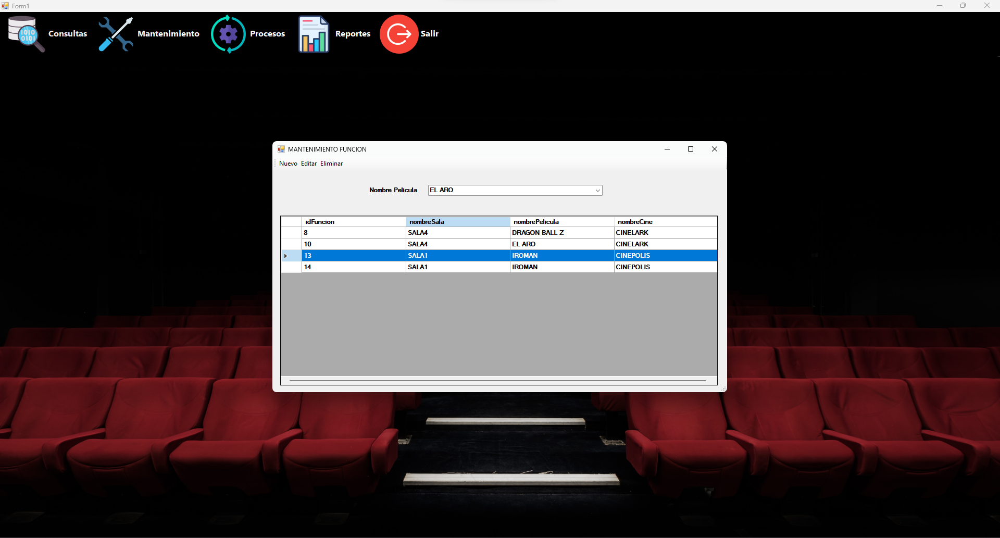 Form1
Consultas Mantenimiento Procesos Reportes Salir
MANTENIMIENTO FUNCION
Nuevo Editar Eliminar
Nombre Pelicula EL ARO
idFuncion nombreSala nombrePelicula nombreCine
8 SALA4 DRAGON BALL Z CINELARK
10 SALA4 EL ARO CINELARK
13 SALA1 IROMAN CINEPOLIS
14 SALA1 IROMAN CINEPOLIS